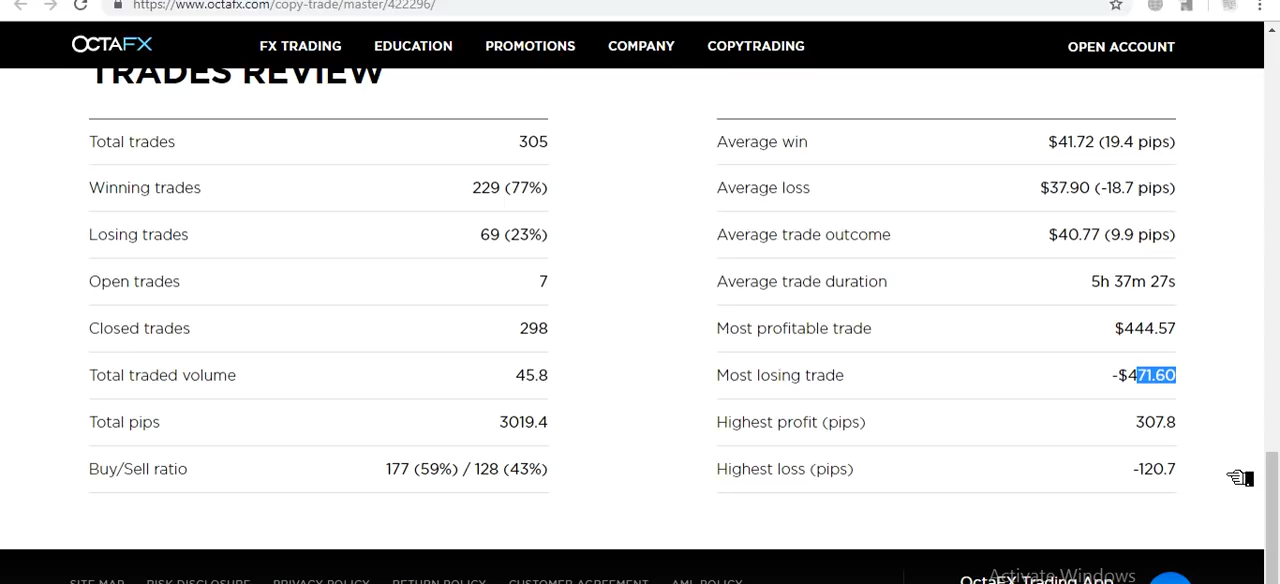 https://www.octafx.com/copy-trade/master/422296/
OCTAFX FX TRADING EDUCATION PROMOTIONS COMPANY COPYTRADING OPEN ACCOUNT
TRADES REVIEW
Total trades 305
Winning trades 229 (77%)
Losing trades 69 (23%)
Open trades 7
Closed trades 298
Total traded volume 45.8
Total pips 3019.4
Buy/Sell ratio 177 (59%) / 128 (43%)
Average win $41.72 (19.4 pips)
Average loss $37.90 (-18.7 pips)
Average trade outcome $40.77 (9.9 pips)
Average trade duration 5h 37m 27s
Most profitable trade $444.57
Most losing trade -$471.60
Highest profit (pips) 307.8
Highest loss (pips) -120.7
Activate Windows
SITE MAP RISK DISCLOSURE PRIVACY POLICY RETURN POLICY CUSTOMER AGREEMENT AML POLICY OctaFX Trading App